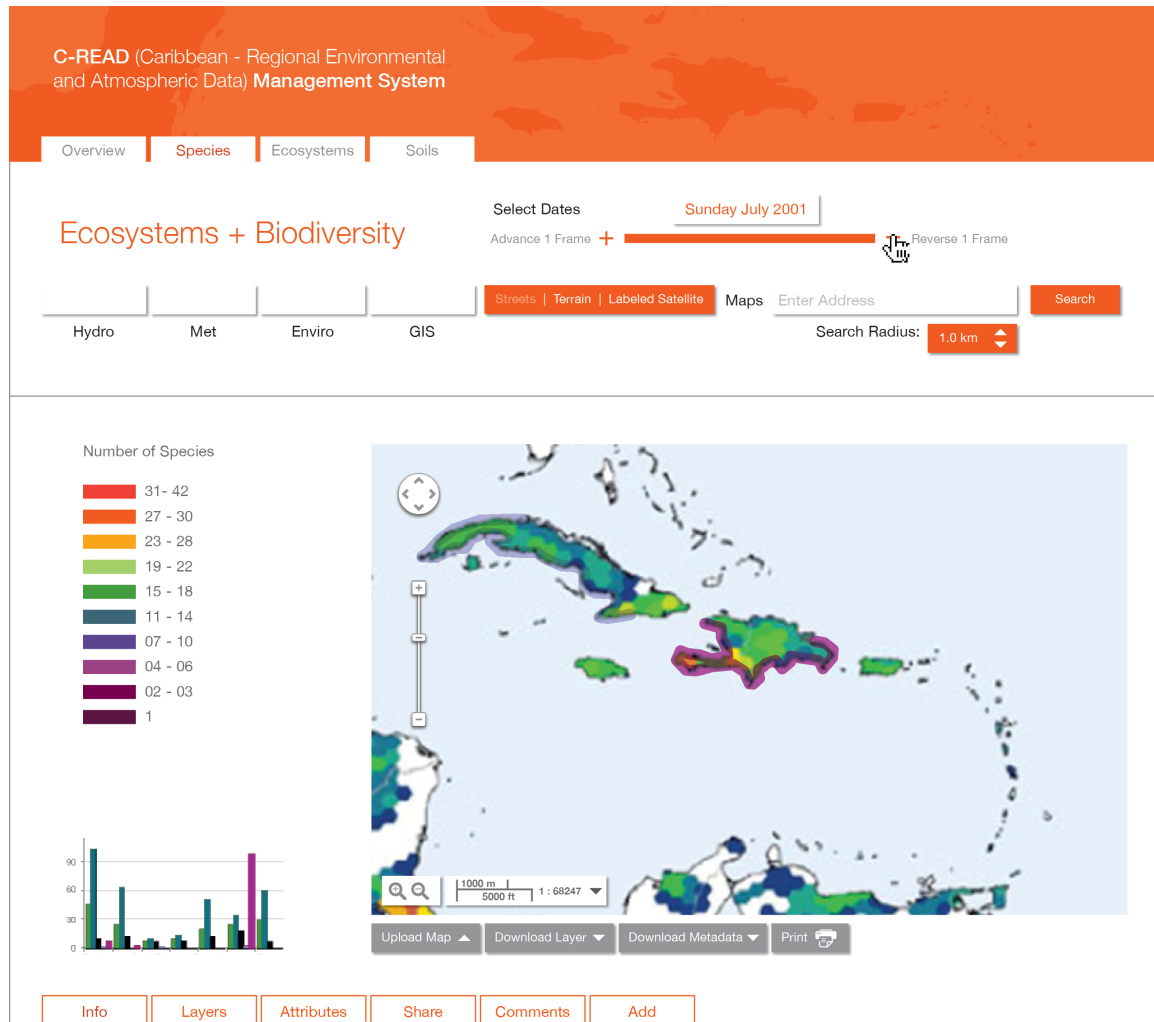 C-READ (Caribbean - Regional Environmental
and Atmospheric Data) Management System
Overview
Species
Ecosystems
Soils
Ecosystems + Biodiversity
Select Dates
Sunday July 2001
Advance 1 Frame +
Reverse 1 Frame
Streets | Terrain | Labeled Satellite
Maps
Enter Address
Search
Hydro
Met
Enviro
GIS
Search Radius:
1.0 km
Number of Species
31- 42
27 - 30
23 - 28
19 - 22
15 - 18
11 - 14
07 - 10
04 - 06
02 - 03
1
90
60
30
0
1000 m
5000 ft
1 : 68247
Upload Map
Download Layer
Download Metadata
Print
Info
Layers
Attributes
Share
Comments
Add